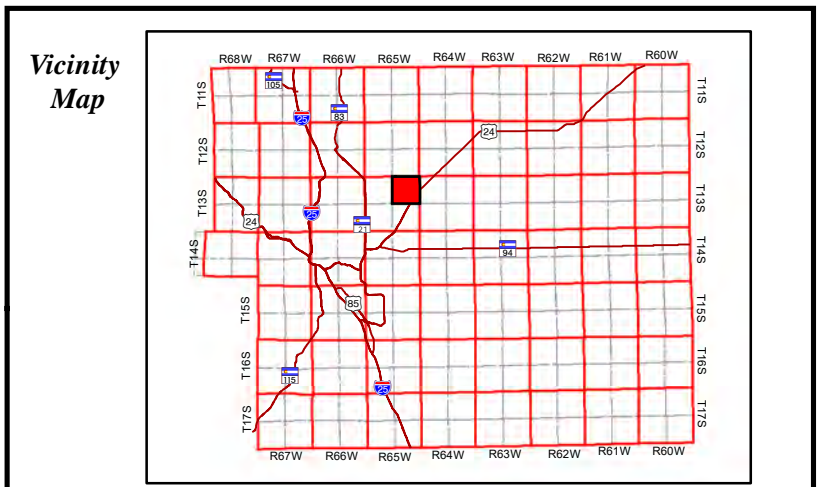 Vicinity
Map
R68W R67W R66W R65W R64W R63W R62W R61W R60W
T11S
T11S
105
83
25
24
T12S
T12S
T13S
T13S
24
25
21
T14S
T14S
94
85
T15S
T15S
T16S
T16S
115
25
T17S
T17S
R67W R66W R65W R64W R63W R62W R61W R60W